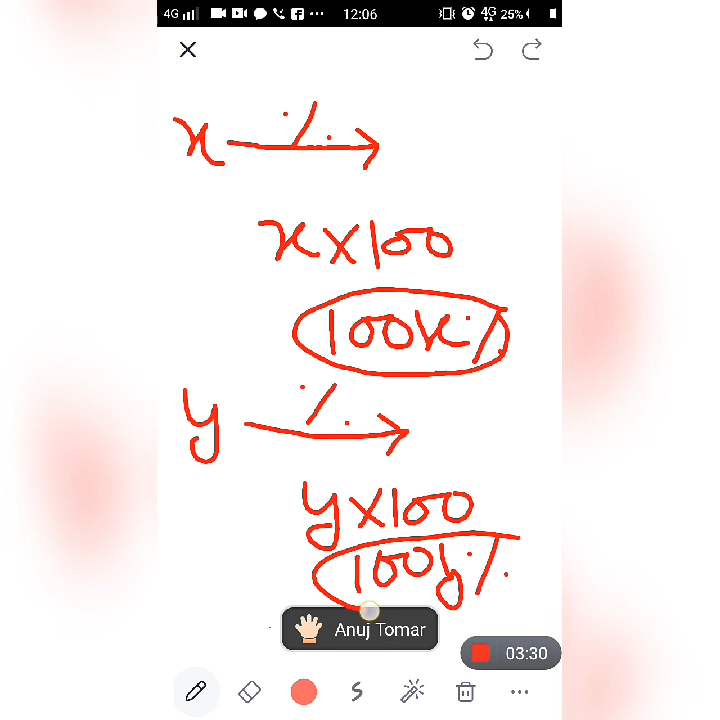 4G 12:06 4G 25%
x %
x×100
100x%
y %
y×100
100y%
Anuj Tomar
03:30